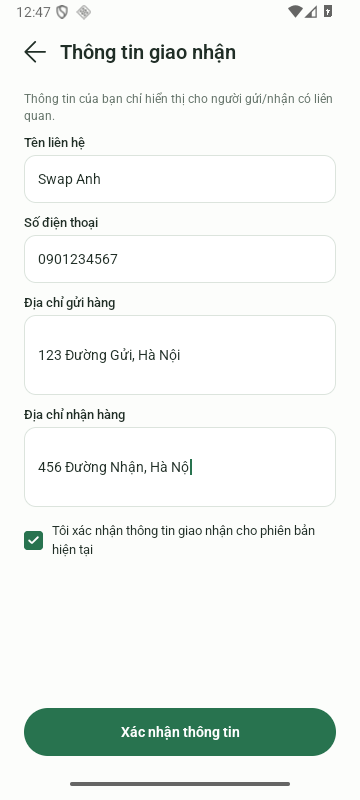 12:47
Thông tin giao nhận
Thông tin của bạn chỉ hiển thị cho người gửi/nhận có liên
quan.
Tên liên hệ
Swap Anh
Số điện thoại
0901234567
Địa chỉ gửi hàng
123 Đường Gửi, Hà Nội
Địa chỉ nhận hàng
456 Đường Nhận, Hà Nộ
Tôi xác nhận thông tin giao nhận cho phiên bản
hiện tại
Xác nhận thông tin